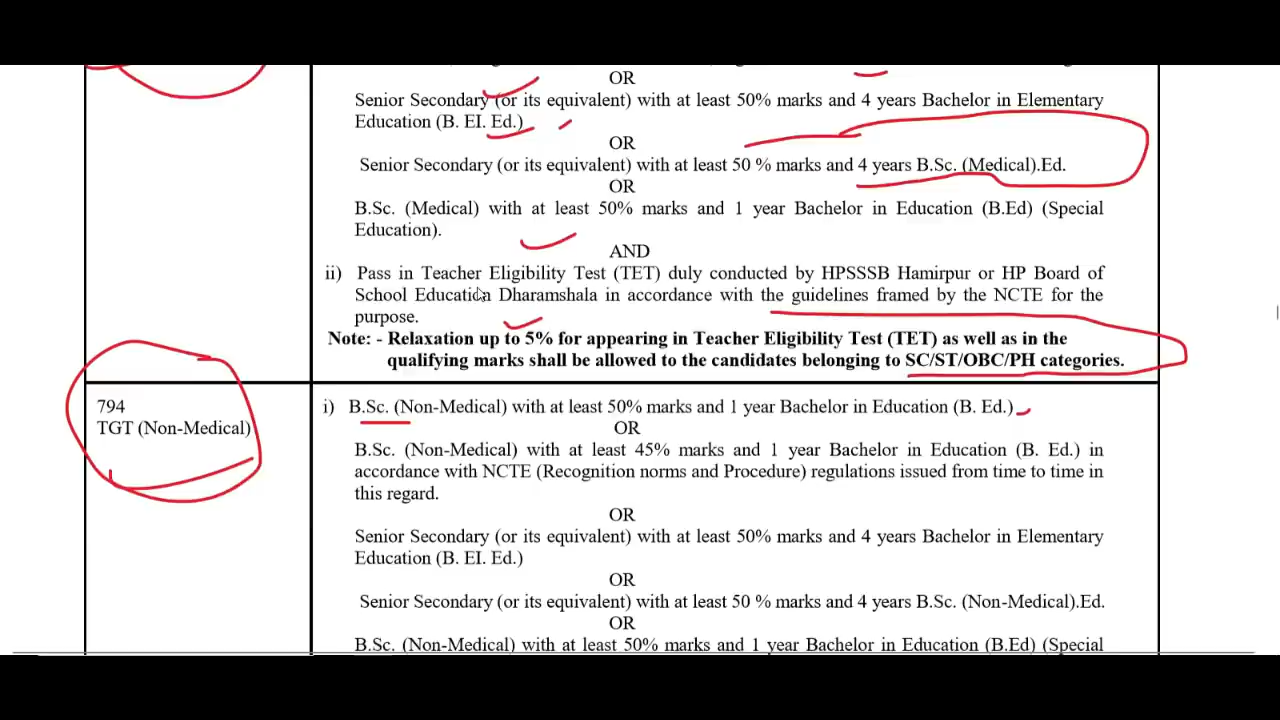 OR
Senior Secondary (or its equivalent) with at least 50% marks and 4 years Bachelor in Elementary
Education (B. EI. Ed.)
OR
Senior Secondary (or its equivalent) with at least 50 % marks and 4 years B.Sc. (Medical).Ed.
OR
B.Sc. (Medical) with at least 50% marks and 1 year Bachelor in Education (B.Ed) (Special
Education).
AND
ii) Pass in Teacher Eligibility Test (TET) duly conducted by HPSSSB Hamirpur or HP Board of
School Education Dharamshala in accordance with the guidelines framed by the NCTE for the
purpose.
Note: - Relaxation up to 5% for appearing in Teacher Eligibility Test (TET) as well as in the
qualifying marks shall be allowed to the candidates belonging to SC/ST/OBC/PH categories.
794
TGT (Non-Medical)
i) B.Sc. (Non-Medical) with at least 50% marks and 1 year Bachelor in Education (B. Ed.)
OR
B.Sc. (Non-Medical) with at least 45% marks and 1 year Bachelor in Education (B. Ed.) in
accordance with NCTE (Recognition norms and Procedure) regulations issued from time to time in
this regard.
OR
Senior Secondary (or its equivalent) with at least 50% marks and 4 years Bachelor in Elementary
Education (B. EI. Ed.)
OR
Senior Secondary (or its equivalent) with at least 50 % marks and 4 years B.Sc. (Non-Medical).Ed.
OR
B.Sc. (Non-Medical) with at least 50% marks and 1 year Bachelor in Education (B.Ed) (Special